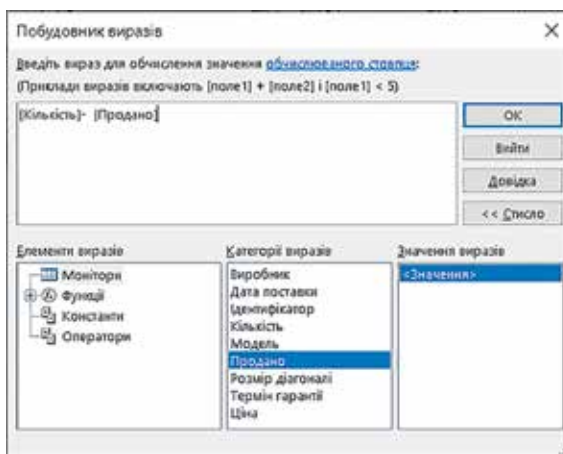 Побудовник виразів
Введіть вираз для обчислення значення обчислюваного стовпця:
(Приклади виразів включають [поле1] + [поле2] і [поле1] < 5)
[Кількість]- [Продано]
ОК
Вийти
Довідка
<< Стисло
Елементи виразів
Монітори
Функції
Константи
Оператори
Категорії виразів
Виробник
Дата поставки
Ідентифікатор
Кількість
Модель
Продано
Розмір діагоналі
Термін гарантії
Ціна
Значення виразів
<Значення>